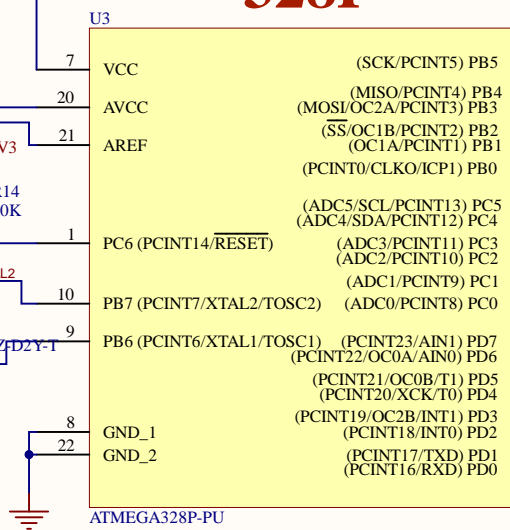 U3
7 VCC (SCK/PCINT5) PB5
(MISO/PCINT4) PB4
20 AVCC (MOSI/OC2A/PCINT3) PB3
(SS/OC1B/PCINT2) PB2
21 AREF (OC1A/PCINT1) PB1
V3
(PCINT0/CLKO/ICP1) PB0
R14
0K
(ADC5/SCL/PCINT13) PC5
(ADC4/SDA/PCINT12) PC4
1 PC6 (PCINT14/RESET) (ADC3/PCINT11) PC3
(ADC2/PCINT10) PC2
L2
(ADC1/PCINT9) PC1
10 PB7 (PCINT7/XTAL2/TOSC2) (ADC0/PCINT8) PC0
9 PB6 (PCINT6/XTAL1/TOSC1) (PCINT23/AIN1) PD7
Z-D2Y-T
(PCINT22/OC0A/AIN0) PD6
(PCINT21/OC0B/T1) PD5
(PCINT20/XCK/T0) PD4
(PCINT19/OC2B/INT1) PD3
8 GND_1 (PCINT18/INT0) PD2
22 GND_2 (PCINT17/TXD) PD1
(PCINT16/RXD) PD0
ATMEGA328P-PU